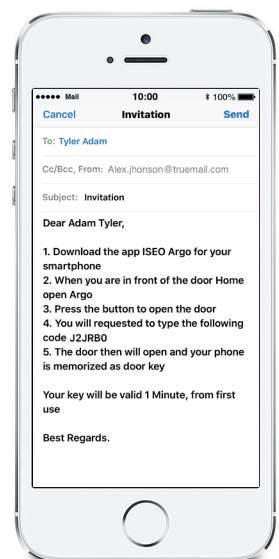 Mail 10:00 100%
Cancel Invitation Send
To: Tyler Adam
Cc/Bcc, From: Alex.jhonson@truemail.com
Subject: Invitation
Dear Adam Tyler,
1. Download the app ISEO Argo for your
smartphone
2. When you are in front of the door Home
open Argo
3. Press the button to open the door
4. You will requested to type the following
code J2JRB0
5. The door then will open and your phone
is memorized as door key
Your key will be valid 1 Minute, from first
use
Best Regards.